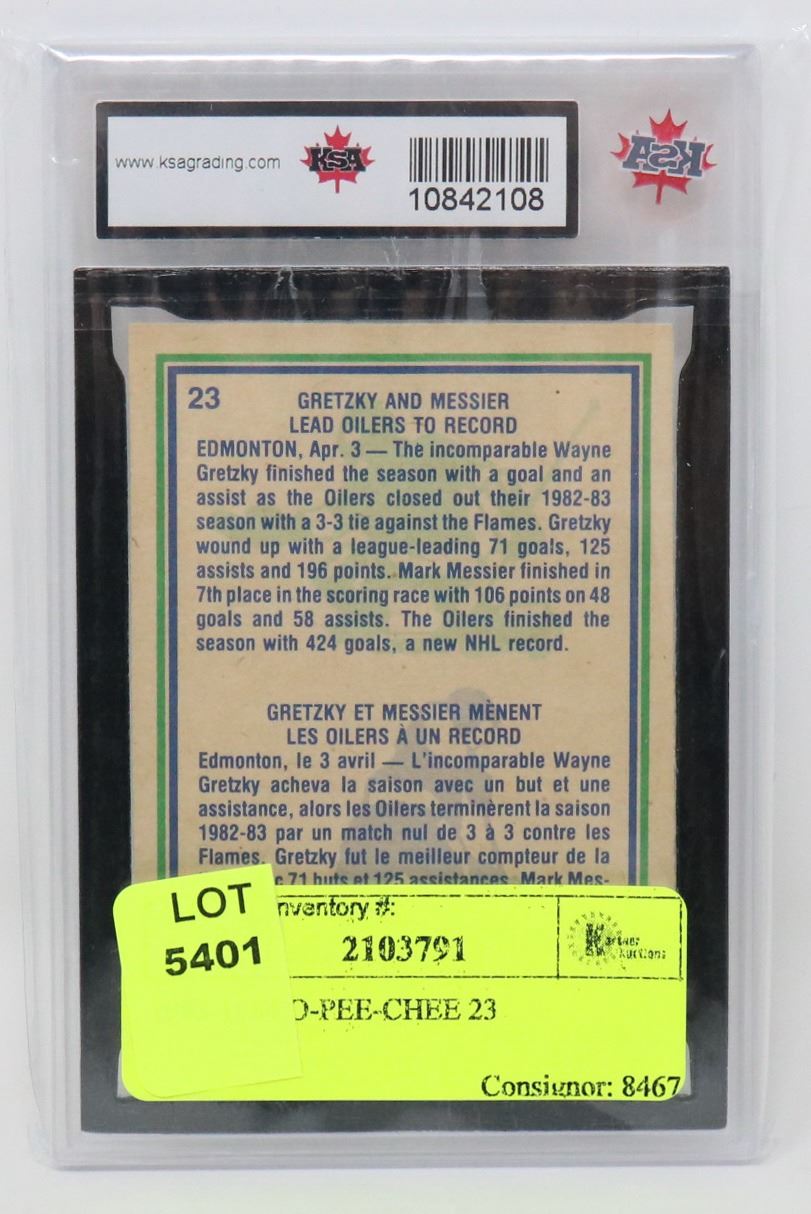 www.ksagrading.com
KSA
10842108
KSA
23
GRETZKY AND MESSIER
LEAD OILERS TO RECORD
EDMONTON, Apr. 3 — The incomparable Wayne
Gretzky finished the season with a goal and an
assist as the Oilers closed out their 1982-83
season with a 3-3 tie against the Flames. Gretzky
wound up with a league-leading 71 goals, 125
assists and 196 points. Mark Messier finished in
7th place in the scoring race with 106 points on 48
goals and 58 assists. The Oilers finished the
season with 424 goals, a new NHL record.
GRETZKY ET MESSIER MÈNENT
LES OILERS À UN RECORD
Edmonton, le 3 avril — L'incomparable Wayne
Gretzky acheva la saison avec un but et une
assistance, alors les Oilers terminèrent la saison
1982-83 par un match nul de 3 à 3 contre les
Flames. Gretzky fut le meilleur compteur de la
71 buts et 125 assistances. Mark Mes-
LOT
5401
nventory #:
2103791
Kastner
Auctions
O-PEE-CHEE 23
Consignor: 8467